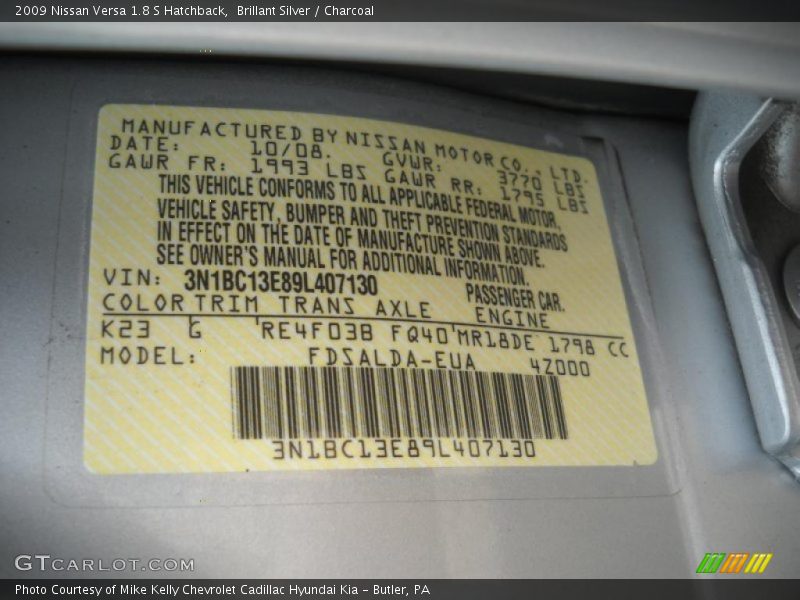 2009 Nissan Versa 1.8 S Hatchback,  Brillant Silver / Charcoal
MANUFACTURED BY NISSAN MOTOR CO., LTD.
DATE: 10/08. GVWR: 3770 LBS
GAWR FR: 1993 LBS GAWR RR: 1795 LBS
THIS VEHICLE CONFORMS TO ALL APPLICABLE FEDERAL MOTOR
VEHICLE SAFETY, BUMPER AND THEFT PREVENTION STANDARDS
IN EFFECT ON THE DATE OF MANUFACTURE SHOWN ABOVE.
SEE OWNER'S MANUAL FOR ADDITIONAL INFORMATION.
VIN: 3N1BC13E89L407130 PASSENGER CAR.
COLOR TRIM TRANS AXLE ENGINE
K23 G RE4F03B FQ40 MR18DE 1798 CC
MODEL: FDSALDA-EUA 4Z000
3N1BC13E89L407130
GTCARLOT.COM
Photo Courtesy of Mike Kelly Chevrolet Cadillac Hyundai Kia – Butler, PA